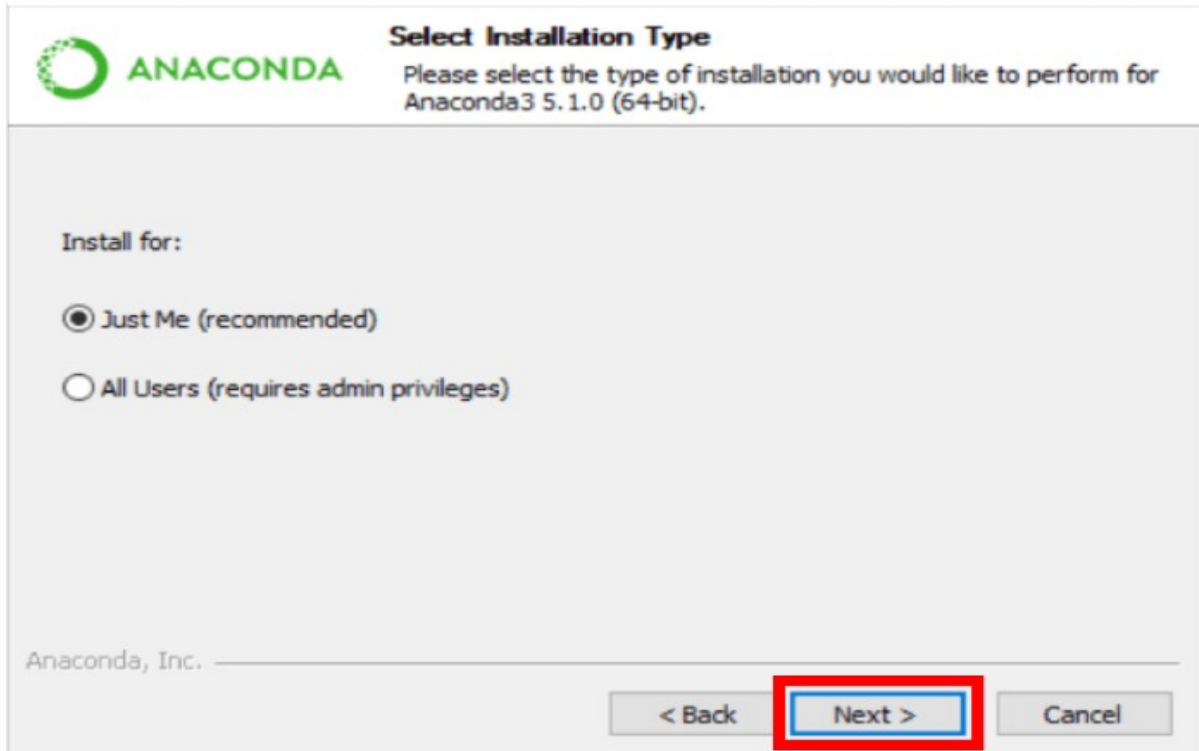 ANACONDA
Select Installation Type
Please select the type of installation you would like to perform for
Anaconda3 5.1.0 (64-bit).
Install for:
Just Me (recommended)
All Users (requires admin privileges)
Anaconda, Inc.
< Back
Next >
Cancel